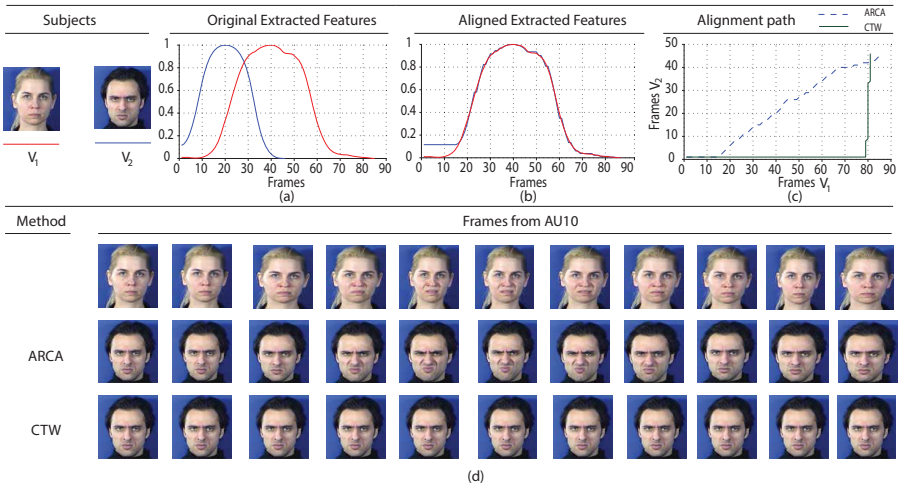 Subjects
Original Extracted Features
Aligned Extracted Features
Alignment path
ARCA
CTW
V1
V2
1
0.8
0.6
0.4
0.2
0
0 10 20 30 40 50 60 70 80 90
Frames
(a)
1
0.8
0.6
0.4
0.2
0
0 10 20 30 40 50 60 70 80 90
Frames
(b)
Frames V2
50
40
30
20
10
0
0 10 20 30 40 50 60 70 80 90
Frames V1
(c)
Method
Frames from AU10
ARCA
CTW
(d)